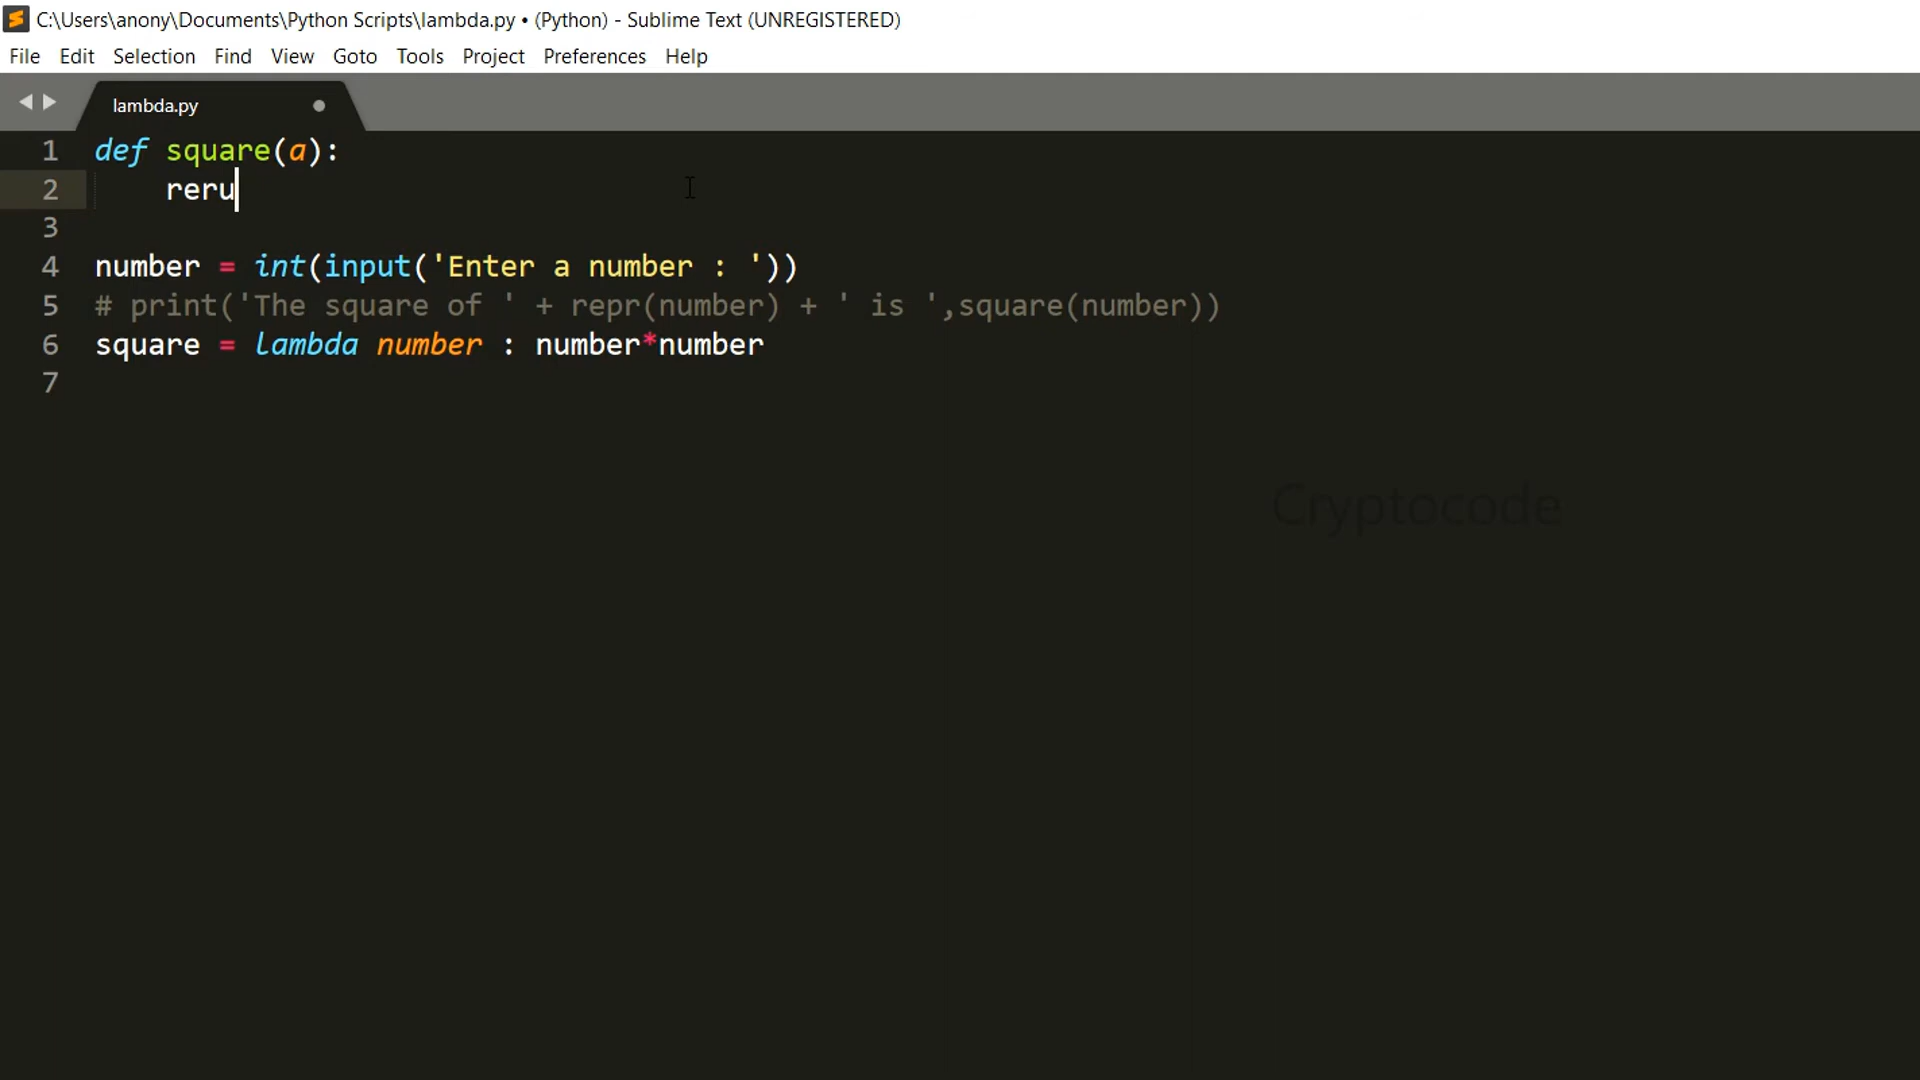 C:\Users\anony\Documents\Python Scripts\lambda.py • (Python) - Sublime Text (UNREGISTERED)
File Edit Selection Find View Goto Tools Project Preferences Help
lambda.py
1 def square(a):
2 reru
3
4 number = int(input('Enter a number : '))
5 # print('The square of ' + repr(number) + ' is ',square(number))
6 square = lambda number : number*number
7
Cryptocode